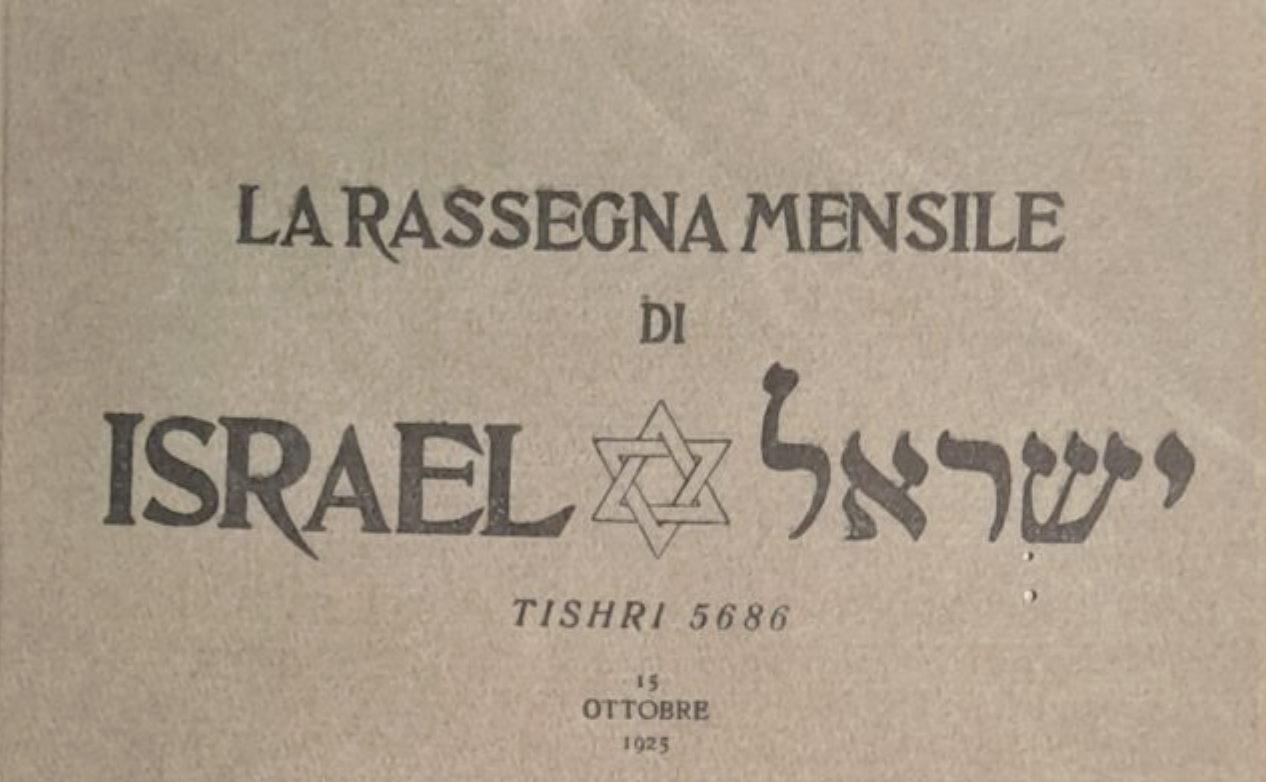 LA RASSEGNA MENSILE
DI
ISRAEL ישראל
TISHRI 5686
15
OTTOBRE
1925